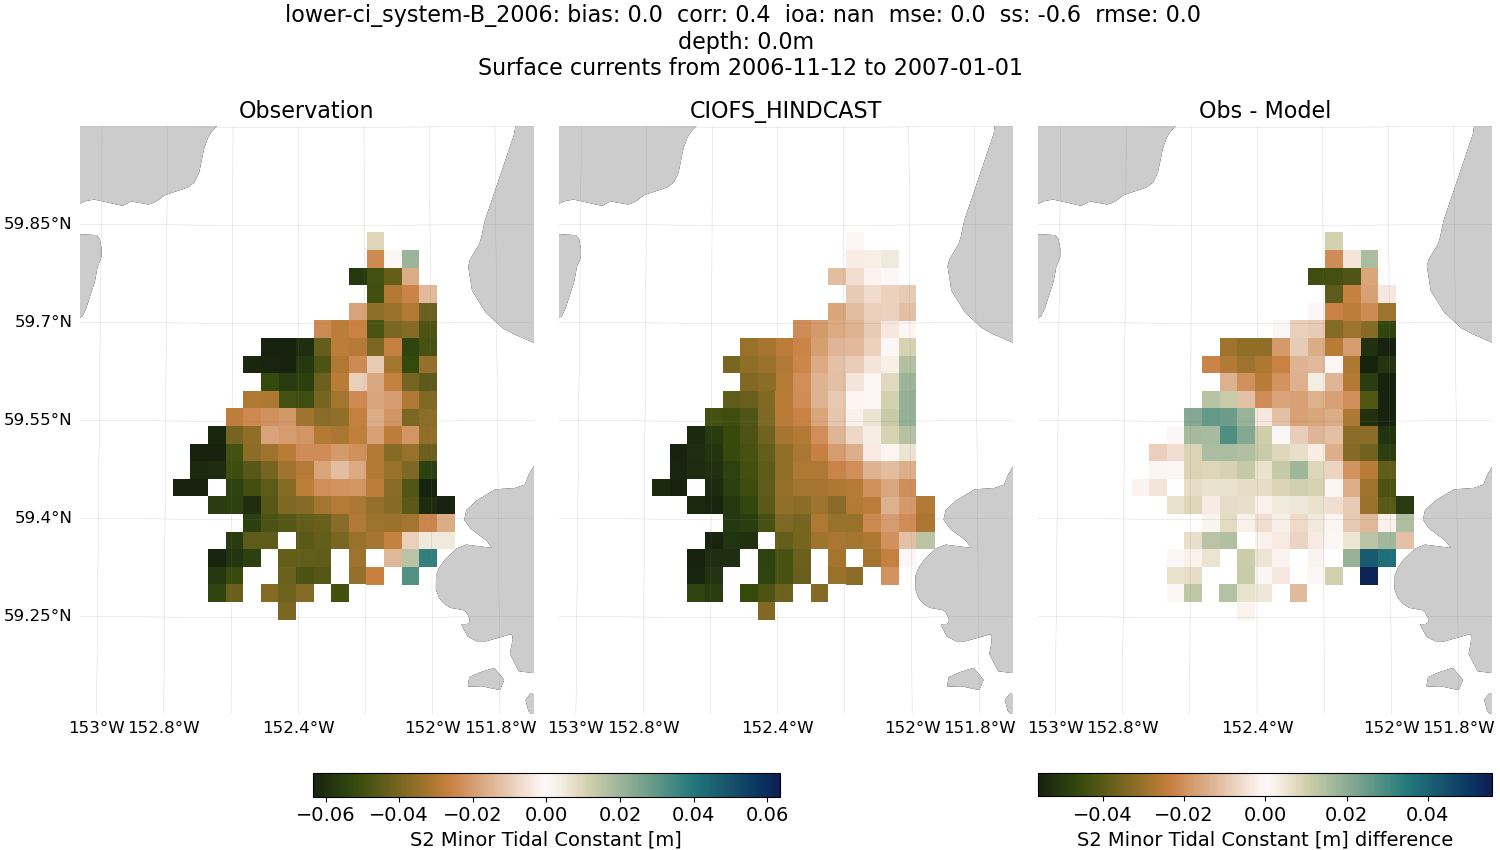 lower-ci_system-B_2006: bias: 0.0  corr: 0.4  ioa: nan  mse: 0.0  ss: -0.6  rmse: 0.0
depth: 0.0m
Surface currents from 2006-11-12 to 2007-01-01
Observation
CIOFS_HINDCAST
Obs - Model
59.85°N
59.7°N
59.55°N
59.4°N
59.25°N
153°W 152.8°W 152.4°W 152°W 151.8°W
153°W 152.8°W 152.4°W 152°W 151.8°W
153°W 152.8°W 152.4°W 152°W 151.8°W
−0.06 −0.04 −0.02 0.00 0.02 0.04 0.06
S2 Minor Tidal Constant [m]
−0.04 −0.02 0.00 0.02 0.04
S2 Minor Tidal Constant [m] difference